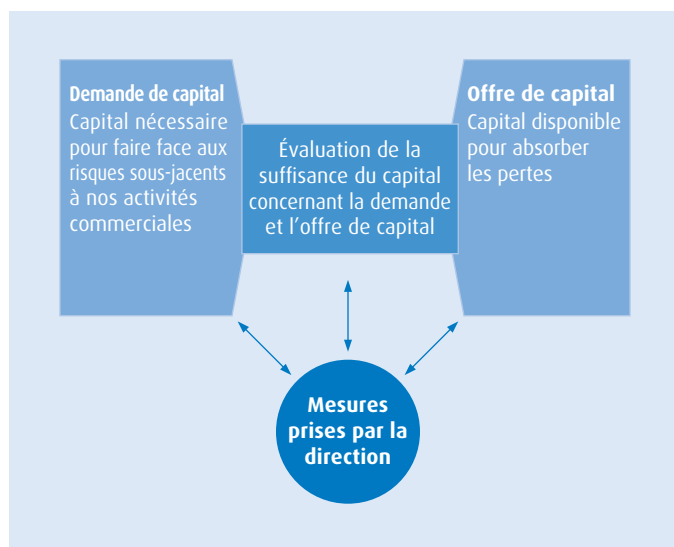 Demande de capital
Capital nécessaire
pour faire face aux
risques sous-jacents
à nos activités
commerciales
Évaluation de la
suffisance du capital
concernant la demande
et l’offre de capital
Offre de capital
Capital disponible
pour absorber
les pertes
Mesures
prises par la
direction